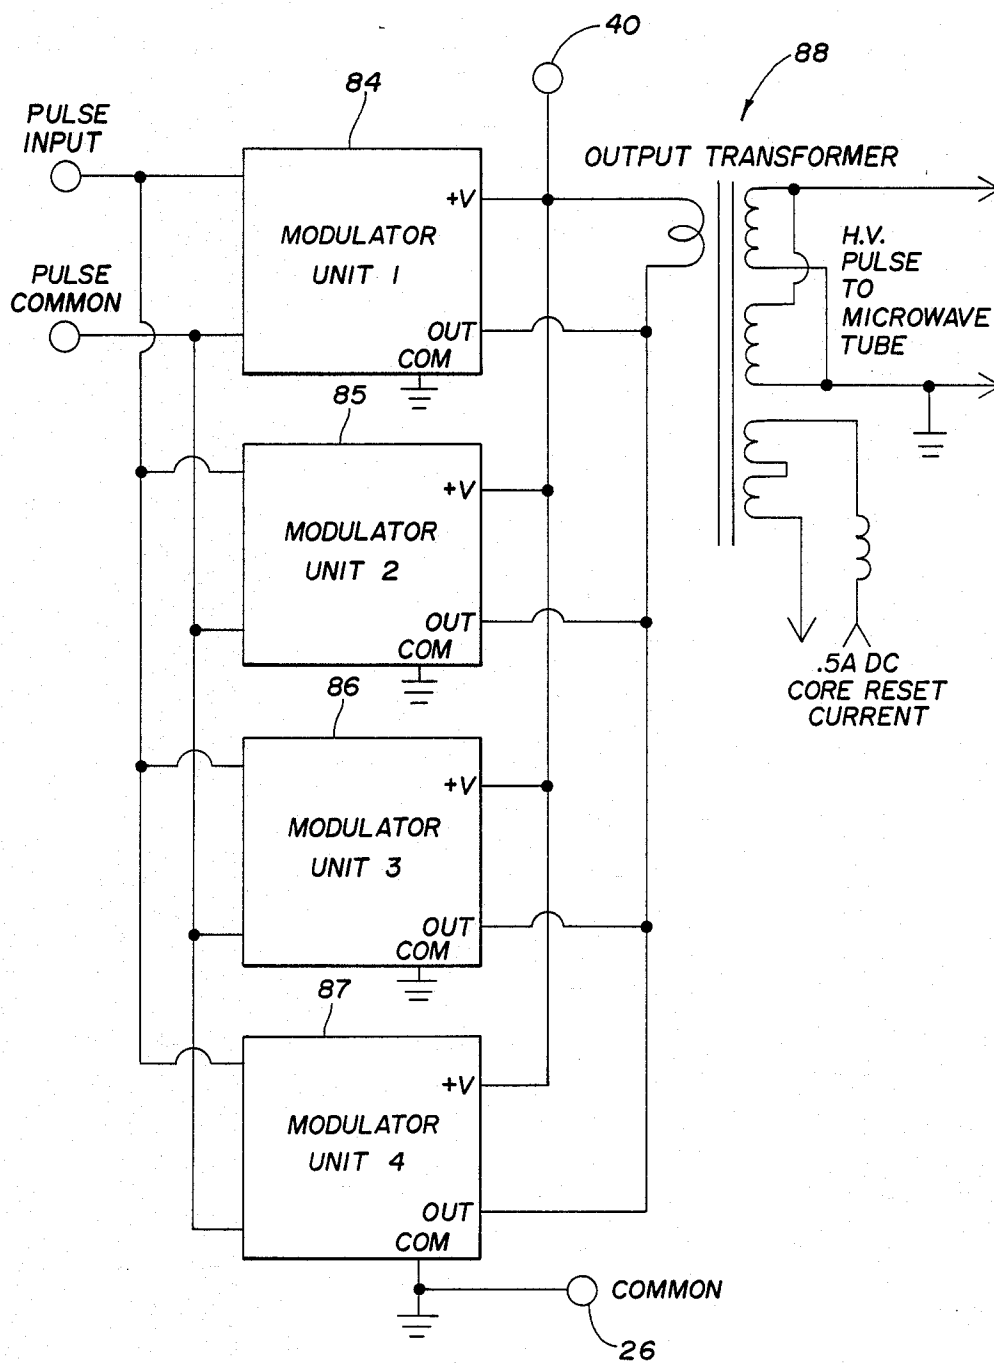 40
88
84
PULSE
INPUT
OUTPUT TRANSFORMER
+V
MODULATOR
UNIT 1
H.V.
PULSE
TO
MICROWAVE
TUBE
PULSE
COMMON
OUT
COM
85
+V
MODULATOR
UNIT 2
OUT
COM
.5A DC
CORE RESET
CURRENT
86
+V
MODULATOR
UNIT 3
OUT
COM
87
+V
MODULATOR
UNIT 4
OUT
COM
COMMON
26